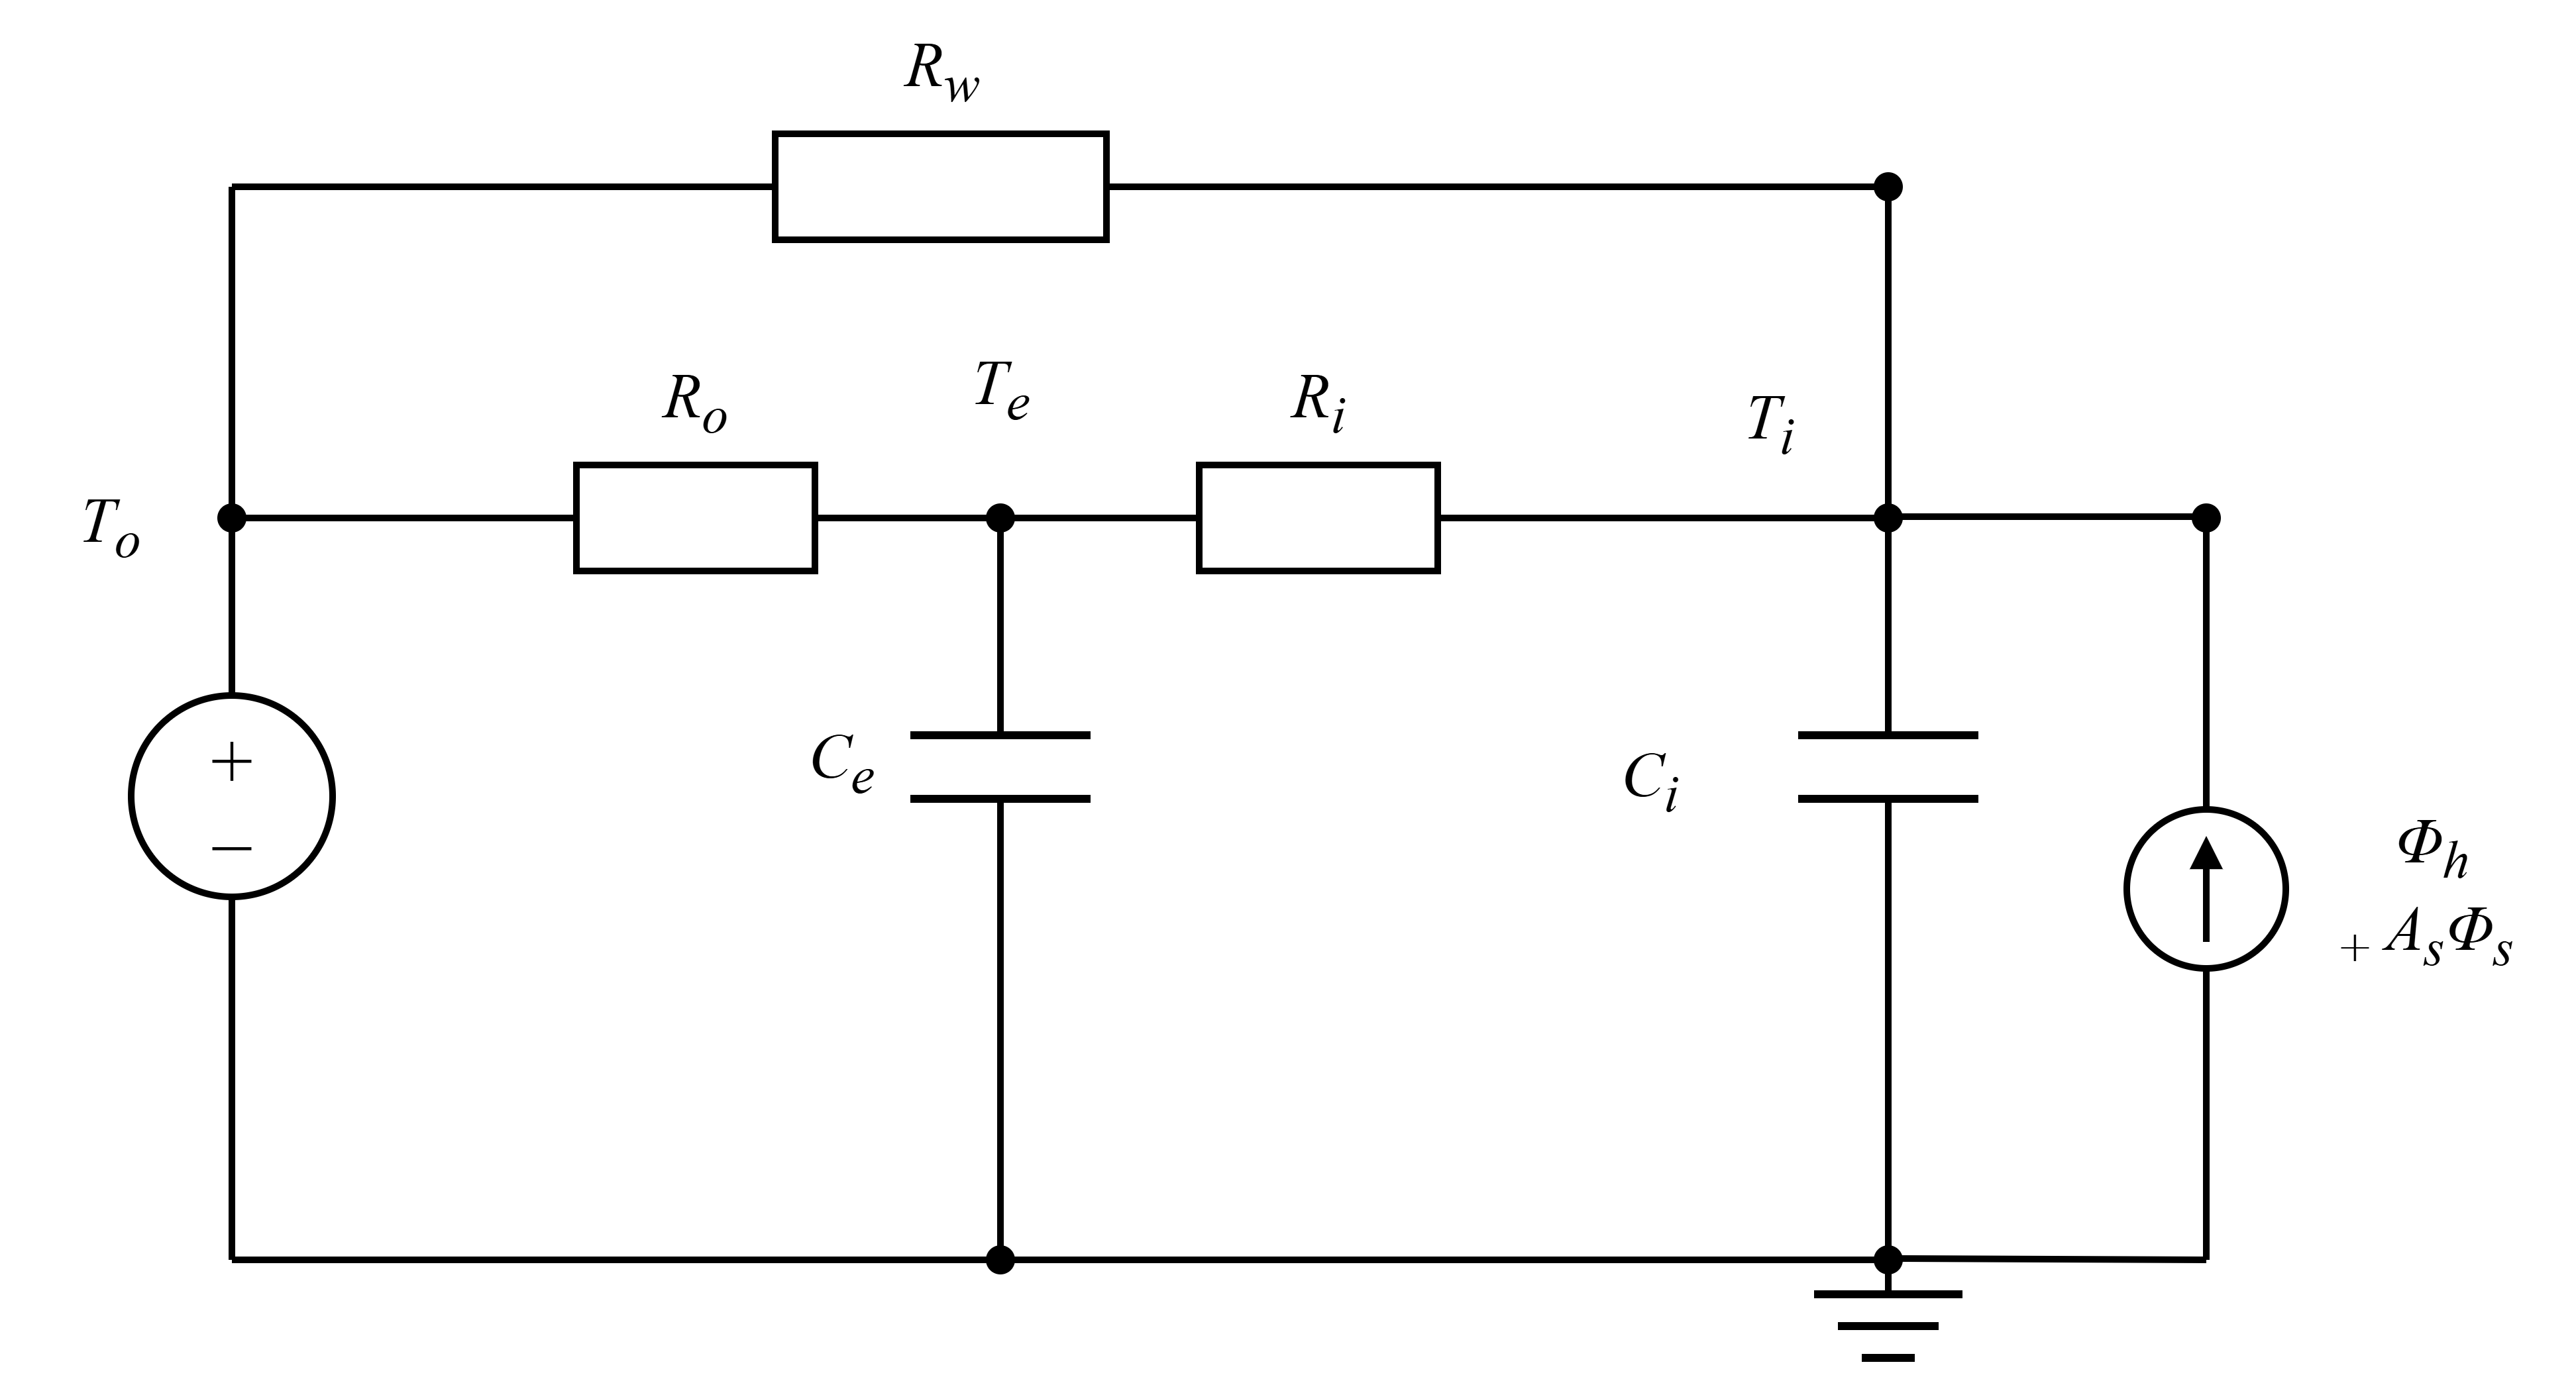 R_w
R_o
T_e
R_i
T_i
T_o
+
−
C_e
C_i
Φ_h
+ A_sΦ_s